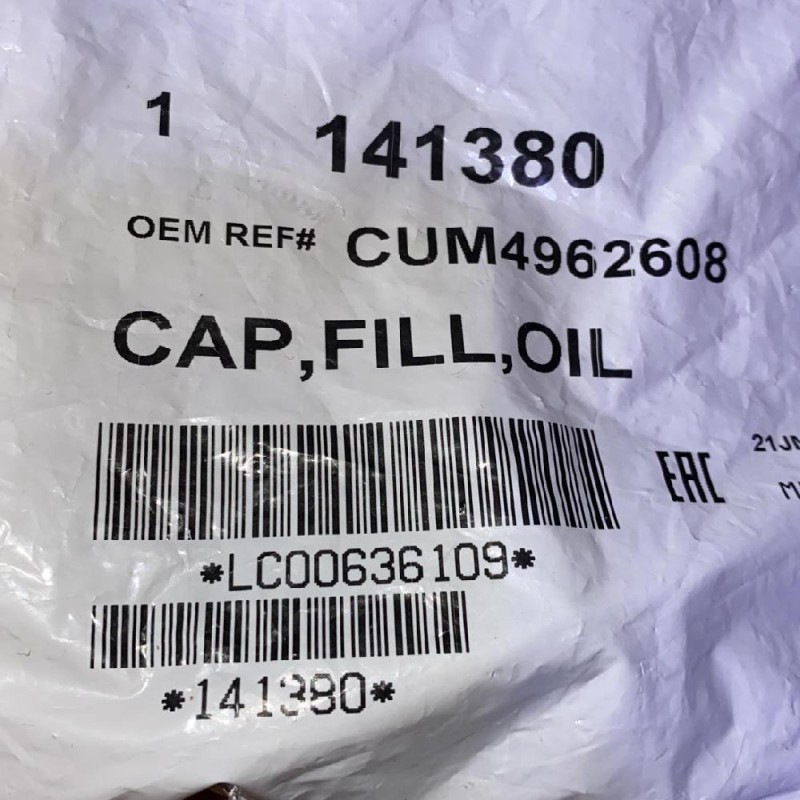 1 141380
OEM REF# CUM4962608
CAP,FILL,OIL
EAC
*LC00636109*
*141380*